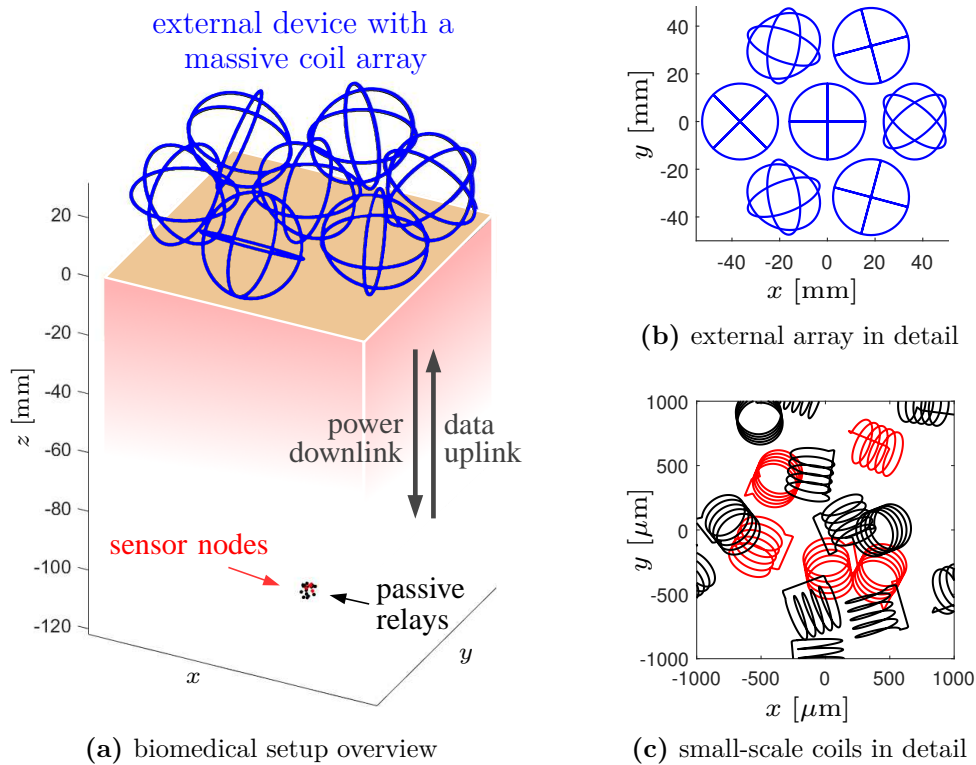 external device with a
massive coil array
20
0
-20
-40
-60
-80
-100
-120
z [mm]
power
downlink
data
uplink
sensor nodes
passive
relays
x
y
(a) biomedical setup overview
40
20
0
-20
-40
y [mm]
-40
-20
0
20
40
x [mm]
(b) external array in detail
1000
500
0
-500
-1000
y [μm]
-1000
-500
0
500
1000
x [μm]
(c) small-scale coils in detail